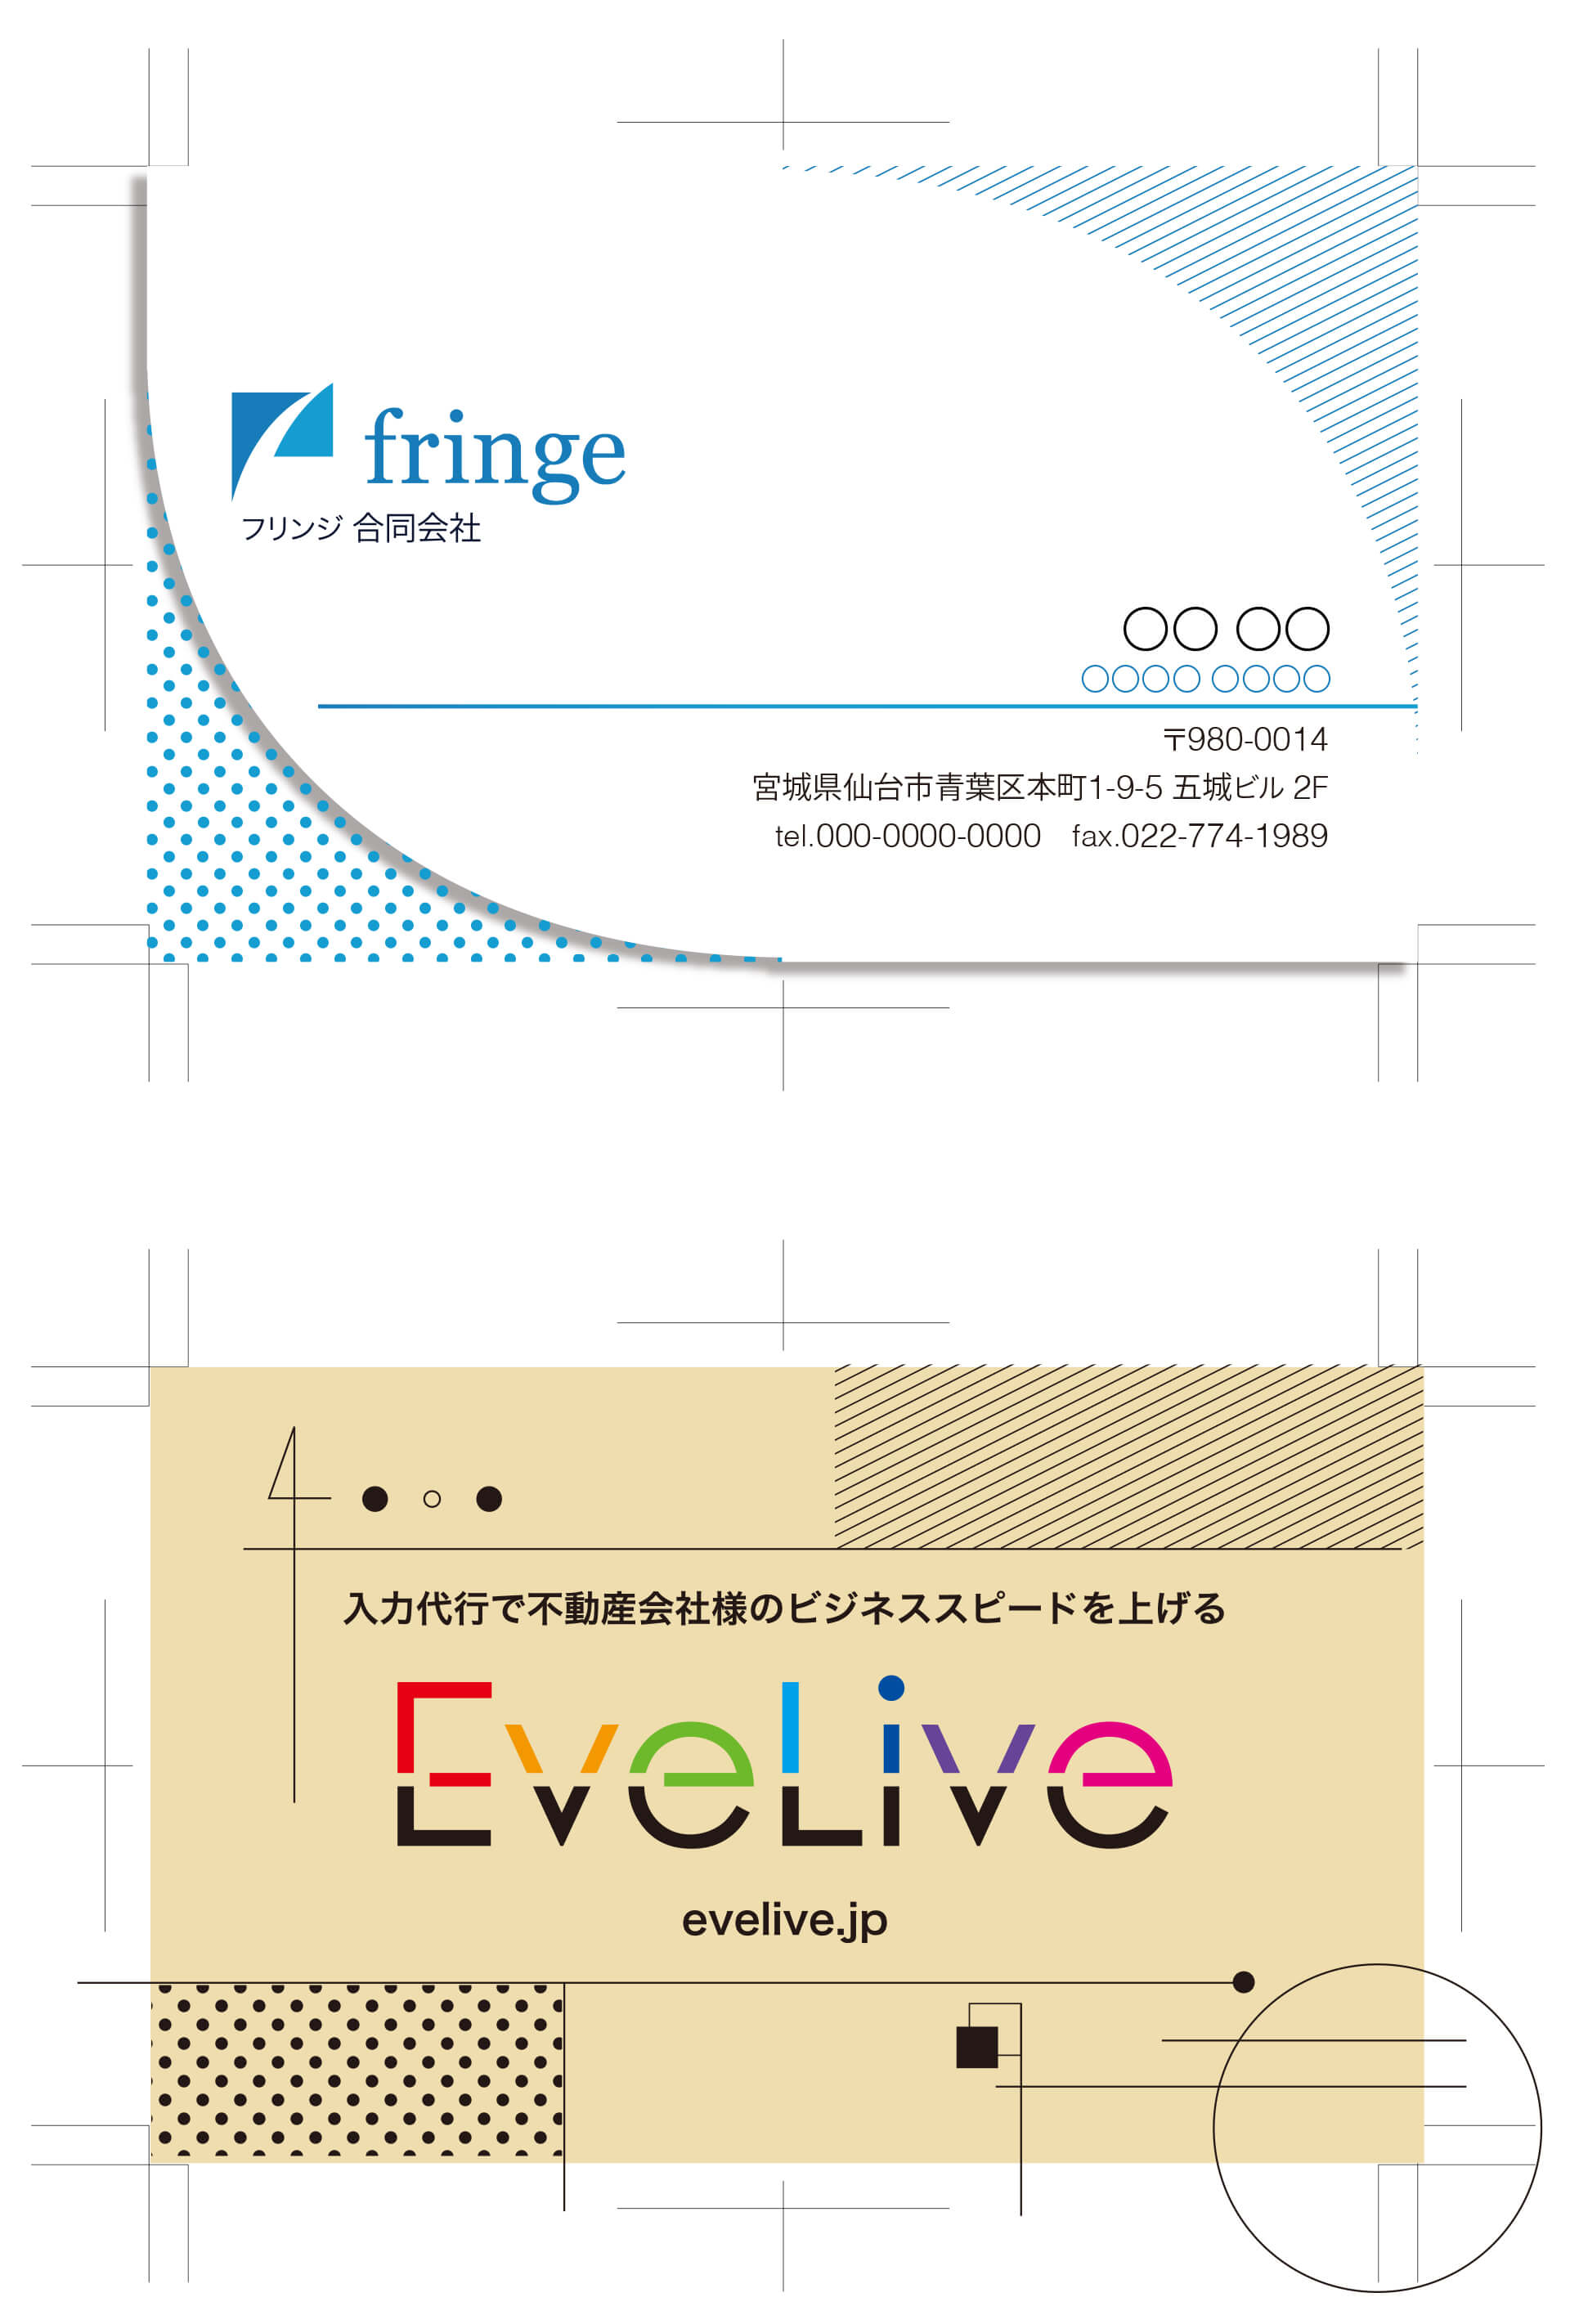 fringe
フリンジ 合同会社
○○ ○○
○○○○ ○○○○
〒980-0014
宮城県仙台市青葉区本町1-9-5 五城ビル 2F
tel.000-0000-0000　fax.022-774-1989
入力代行で不動産会社様のビジネススピードを上げる
EveLive
evelive.jp